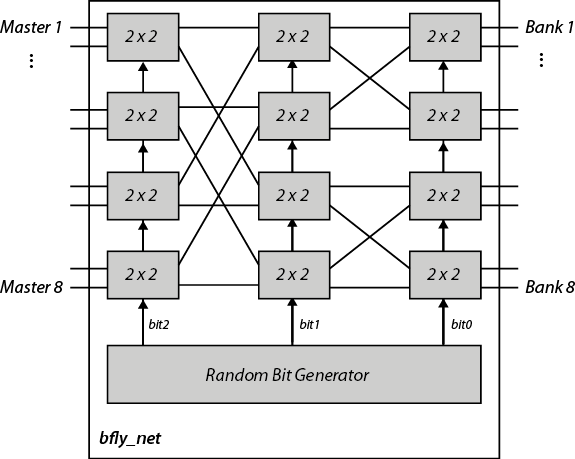 Master 1 2 x 2 2 x 2 2 x 2 Bank 1
2 x 2 2 x 2 2 x 2
2 x 2 2 x 2 2 x 2
Master 8 2 x 2 2 x 2 2 x 2 Bank 8
bit2 bit1 bit0
Random Bit Generator
bfly_net